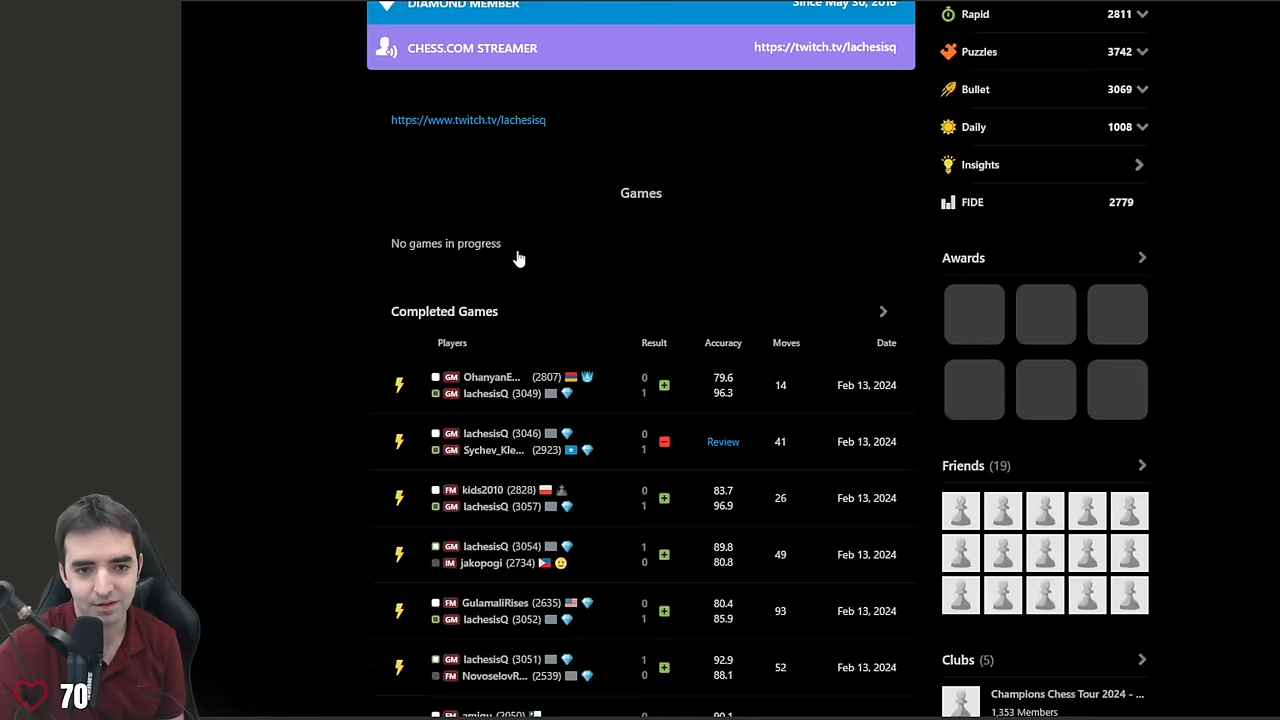 DIAMOND MEMBER
Since May 30, 2016
CHESS.COM STREAMER
https://twitch.tv/lachesisq
https://www.twitch.tv/lachesisq
Games
No games in progress
Completed Games
Players Result Accuracy Moves Date
GM OhanyanE... (2807) 0 79.6
GM lachesisQ (3049) 1 96.3
14 Feb 13, 2024
GM lachesisQ (3046) 0
GM Sychev_Kle... (2923) 1
Review 41 Feb 13, 2024
FM kids2010 (2828) 0 83.7
GM lachesisQ (3057) 1 96.9
26 Feb 13, 2024
GM lachesisQ (3054) 1 89.8
IM jakopogi (2734) 0 80.8
49 Feb 13, 2024
FM GulamaliRises (2635) 0 80.4
GM lachesisQ (3052) 1 85.9
93 Feb 13, 2024
GM lachesisQ (3051) 1 92.9
FM NovoselovR... (2539) 0 88.1
52 Feb 13, 2024
Rapid 2811
Puzzles 3742
Bullet 3069
Daily 1008
Insights
FIDE 2779
Awards
Friends (19)
Clubs (5)
Champions Chess Tour 2024 - ...
1,353 Members
70